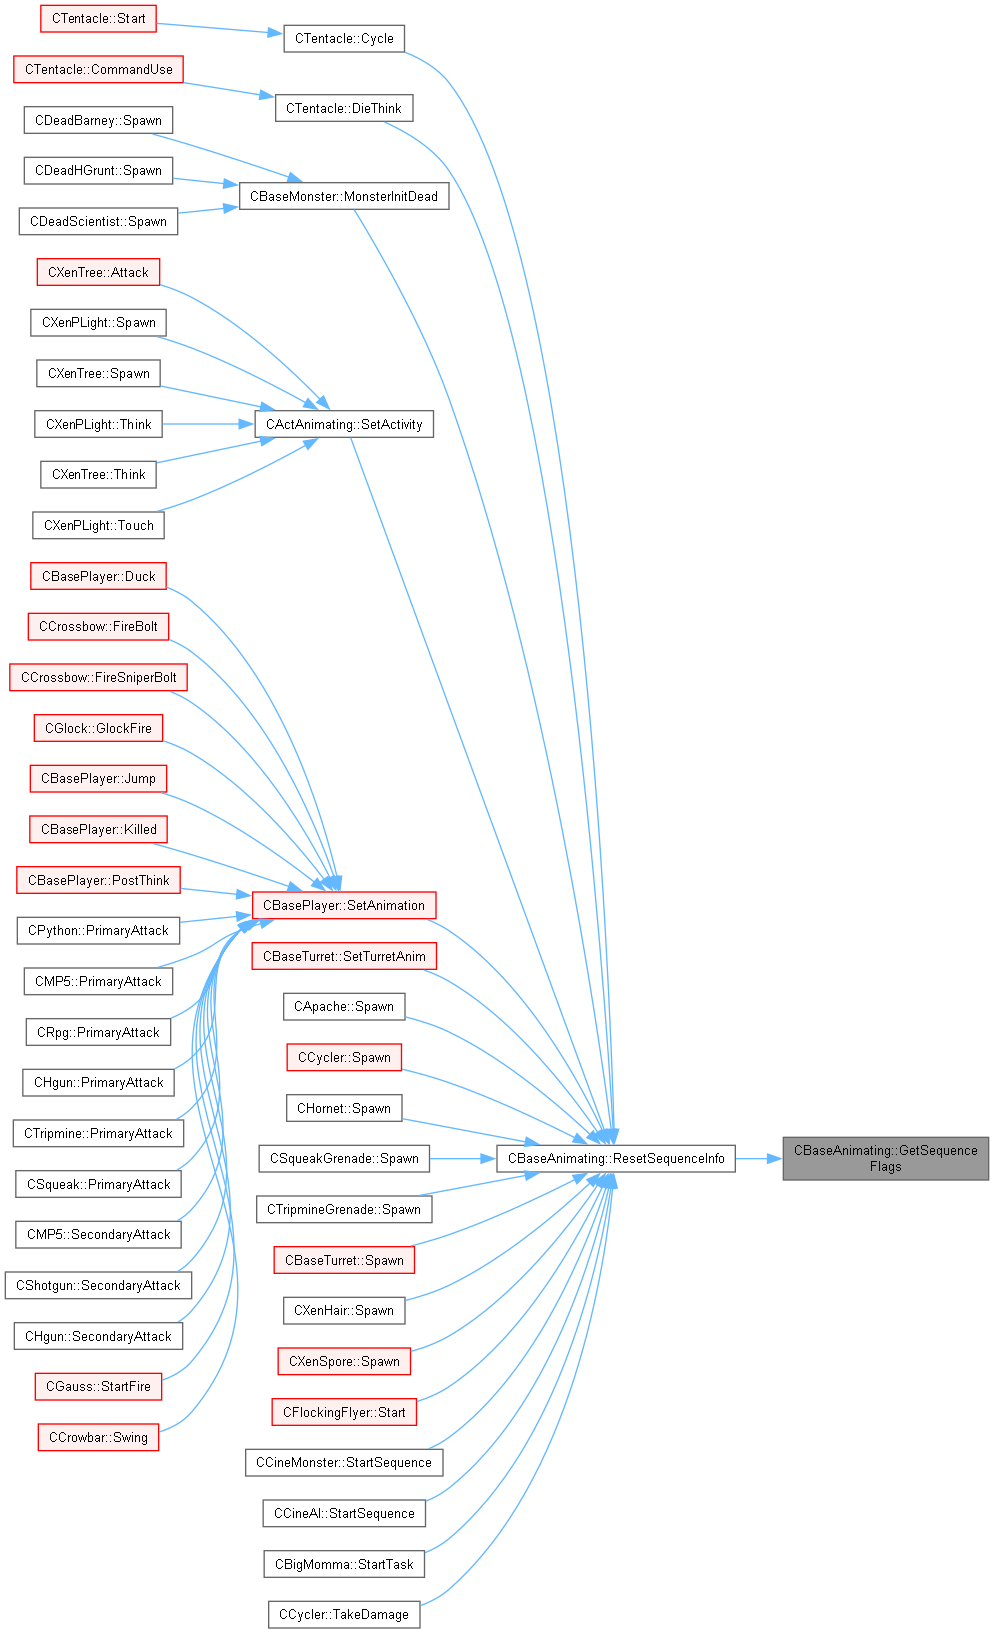 CTentacle::Start
CTentacle::Cycle
CTentacle::CommandUse
CTentacle::DieThink
CDeadBarney::Spawn
CDeadHGrunt::Spawn
CBaseMonster::MonsterInitDead
CDeadScientist::Spawn
CXenTree::Attack
CXenPLight::Spawn
CXenTree::Spawn
CXenPLight::Think
CActAnimating::SetActivity
CXenTree::Think
CXenPLight::Touch
CBasePlayer::Duck
CCrossbow::FireBolt
CCrossbow::FireSniperBolt
CGlock::GlockFire
CBasePlayer::Jump
CBasePlayer::Killed
CBasePlayer::PostThink
CBasePlayer::SetAnimation
CPython::PrimaryAttack
CBaseTurret::SetTurretAnim
CMP5::PrimaryAttack
CApache::Spawn
CRpg::PrimaryAttack
CCycler::Spawn
CHgun::PrimaryAttack
CHornet::Spawn
CTripmine::PrimaryAttack
CSqueakGrenade::Spawn
CBaseAnimating::ResetSequenceInfo
CBaseAnimating::GetSequence
Flags
CSqueak::PrimaryAttack
CTripmineGrenade::Spawn
CMP5::SecondaryAttack
CBaseTurret::Spawn
CShotgun::SecondaryAttack
CXenHair::Spawn
CHgun::SecondaryAttack
CXenSpore::Spawn
CGauss::StartFire
CFlockingFlyer::Start
CCrowbar::Swing
CCineMonster::StartSequence
CCineAI::StartSequence
CBigMomma::StartTask
CCycler::TakeDamage